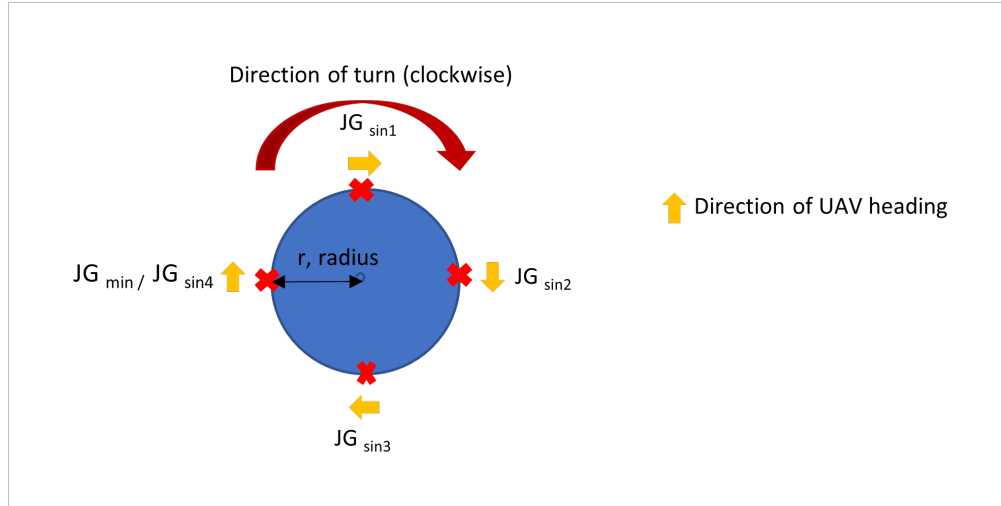 Direction of turn (clockwise)
JG sin1
Direction of UAV heading
r, radius
JG min / JG sin4
JG sin2
JG sin3